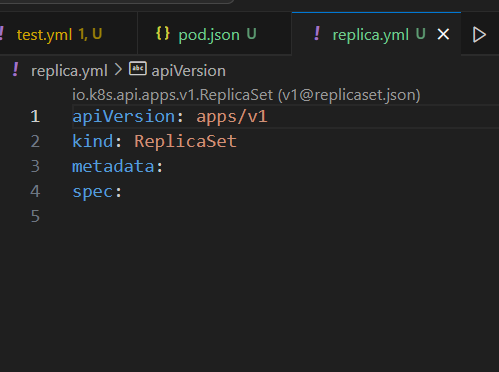 ! test.yml 1, U {} pod.json U ! replica.yml U
! replica.yml > abc apiVersion
io.k8s.api.apps.v1.ReplicaSet (v1@replicaset.json)
1 apiVersion: apps/v1
2 kind: ReplicaSet
3 metadata:
4 spec:
5